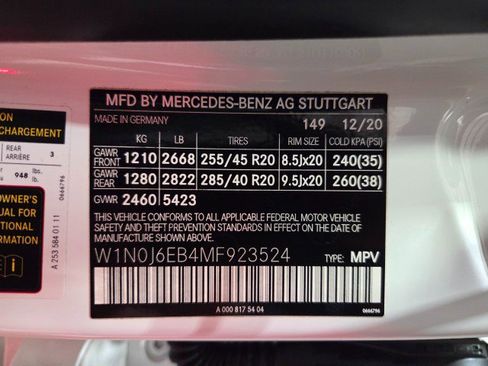 MFD BY MERCEDES-BENZ AG STUTTGART
MADE IN GERMANY 149 12/20
KG LB TIRES RIM SIZE COLD KPA(PSI)
GAWR FRONT 1210 2668 255/45 R20 8.5Jx20 240(35)
GAWR REAR 1280 2822 285/40 R20 9.5Jx20 260(38)
GVWR 2460 5423
THIS VEHICLE CONFORMS TO ALL APPLICABLE FEDERAL MOTOR VEHICLE
SAFETY AND THEFT PREVENTION STANDARDS IN EFFECT ON THE DATE
OF MANUFACTURE SHOWN ABOVE.
W1N0J6EB4MF923524 TYPE: MPV
A 000 817 54 04
0666796
ON
CHARGEMENT
REAR
ARRIÈRE 3
948 lbs.
lb.
0666796
OWNER'S
UAL FOR
TIONAL
RMATION
A 253 584 01 11